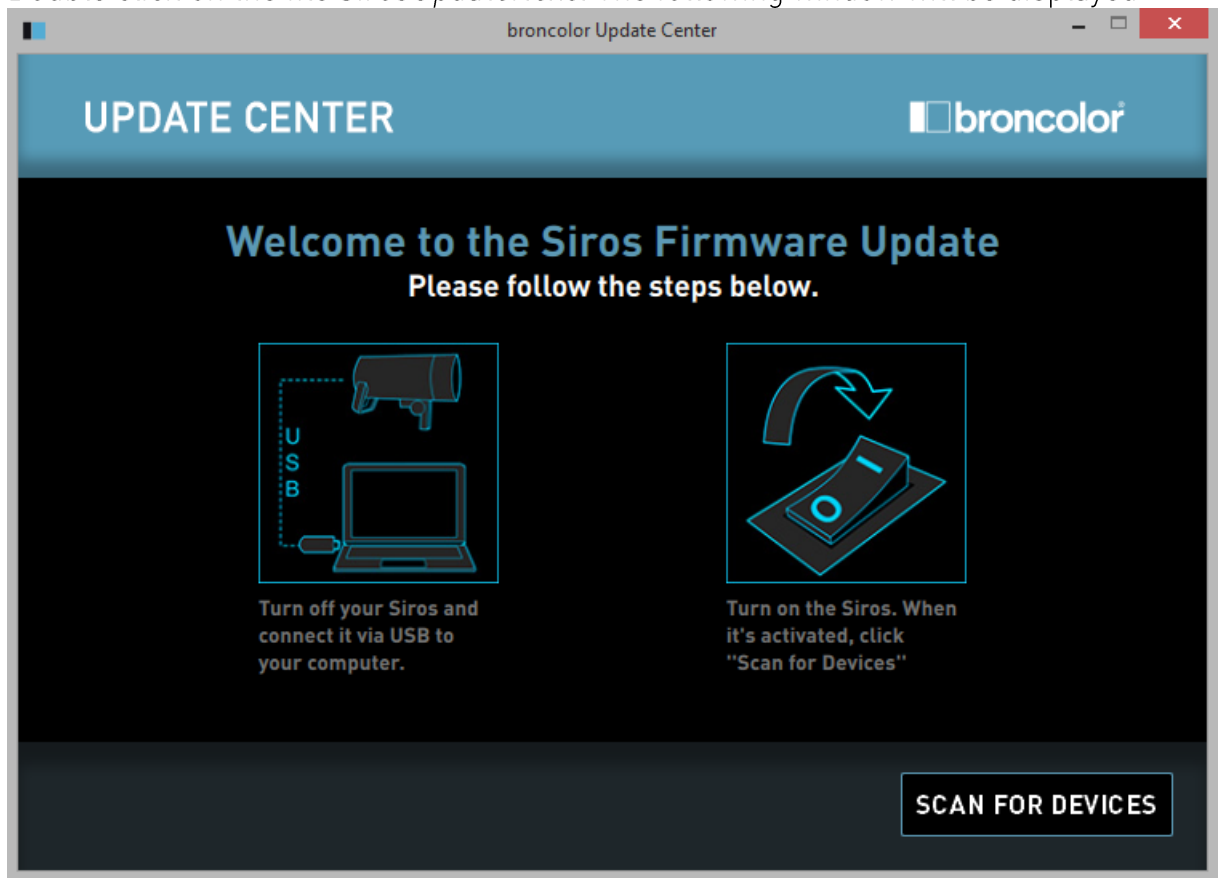 broncolor Update Center
UPDATE CENTER
broncolor®
Welcome to the Siros Firmware Update
Please follow the steps below.
U
S
B
Turn off your Siros and
connect it via USB to
your computer.
Turn on the Siros. When
it's activated, click
"Scan for Devices"
SCAN FOR DEVICES